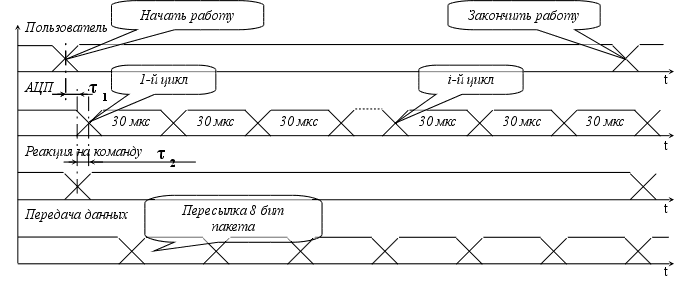 Начать работу
Закончить работу
Пользователь
t
АЦП
τ 1
1-й цикл
i-й цикл
30 мкс
30 мкс
30 мкс
30 мкс
30 мкс
30 мкс
t
Реакция на команду
τ 2
t
Передача данных
Пересылка 8 бит
пакета
t